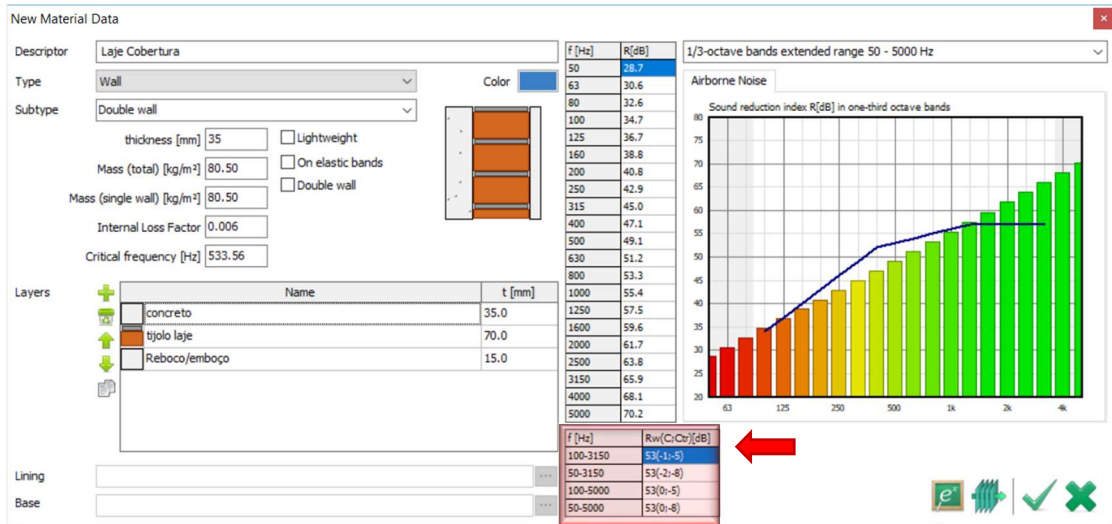 New Material Data
Descriptor Laje Cobertura
Type Wall Color
Subtype Double wall
thickness [mm] 35 Lightweight
Mass (total) [kg/m²] 80.50 On elastic bands
Mass (single wall) [kg/m²] 80.50 Double wall
Internal Loss Factor 0.006
Critical frequency [Hz] 533.56
Layers Name t [mm]
concreto 35.0
tijolo laje 70.0
Reboco/emboço 15.0
Lining ...
Base ...
f [Hz] R[dB]
50 28.7
63 30.6
80 32.6
100 34.7
125 36.7
160 38.8
200 40.8
250 42.9
315 45.0
400 47.1
500 49.1
630 51.2
800 53.3
1000 55.4
1250 57.5
1600 59.6
2000 61.7
2500 63.8
3150 65.9
4000 68.1
5000 70.2
f [Hz] Rw(C;Ctr)[dB]
100-3150 53(-1;-5)
50-3150 53(-2;-8)
100-5000 53(0;-5)
50-5000 53(0;-8)
1/3-octave bands extended range 50 - 5000 Hz
Airborne Noise
Sound reduction index R[dB] in one-third octave bands
80
75
70
65
60
55
50
45
40
35
30
25
20
63 125 250 500 1k 2k 4k
eˣ